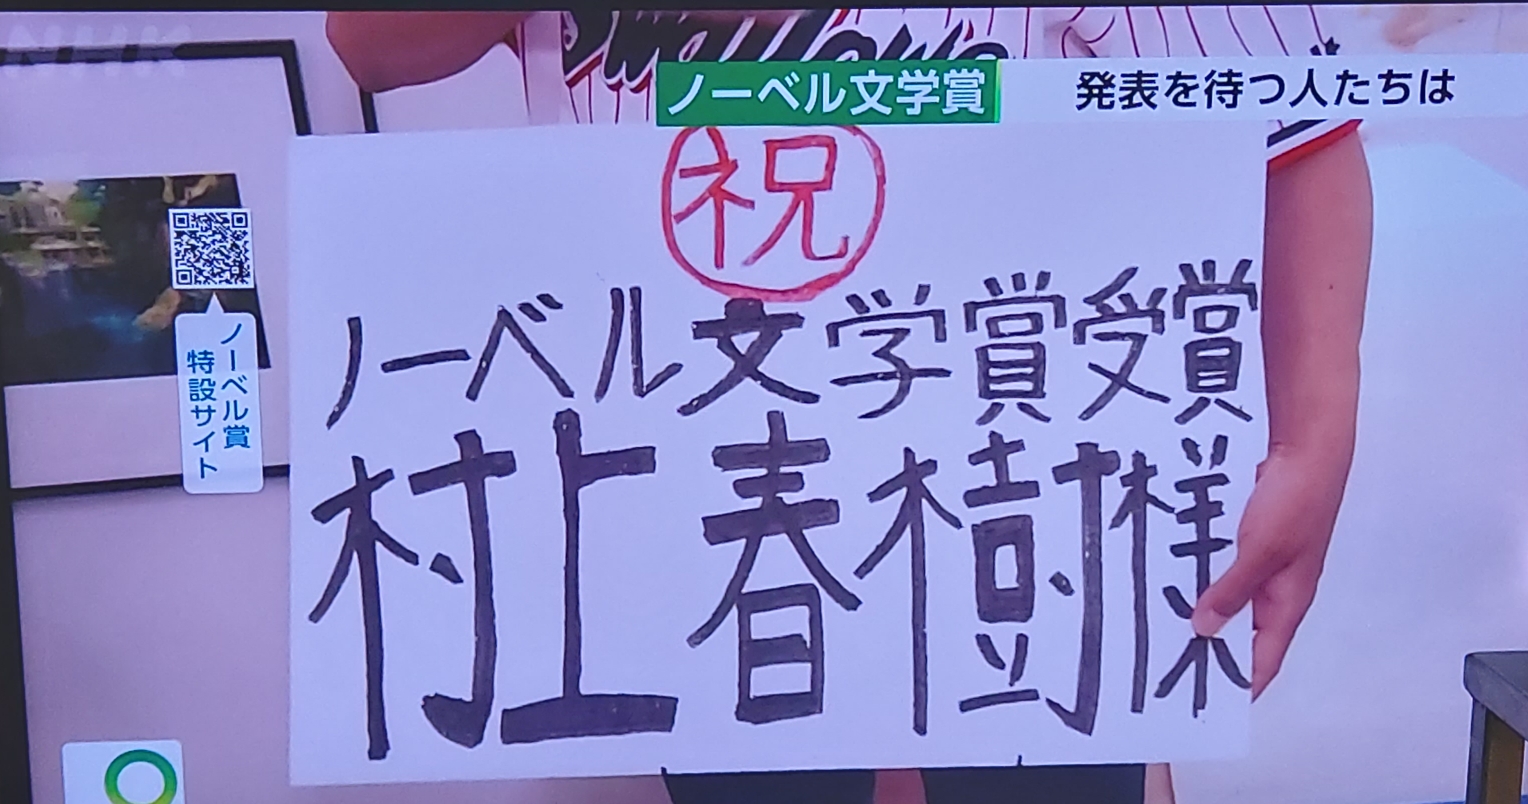 NHK
Swallows
ノーベル文学賞 発表を待つ人たちは
祝
ノーベル文学賞受賞
村上春樹様
ノーベル賞
特設サイト